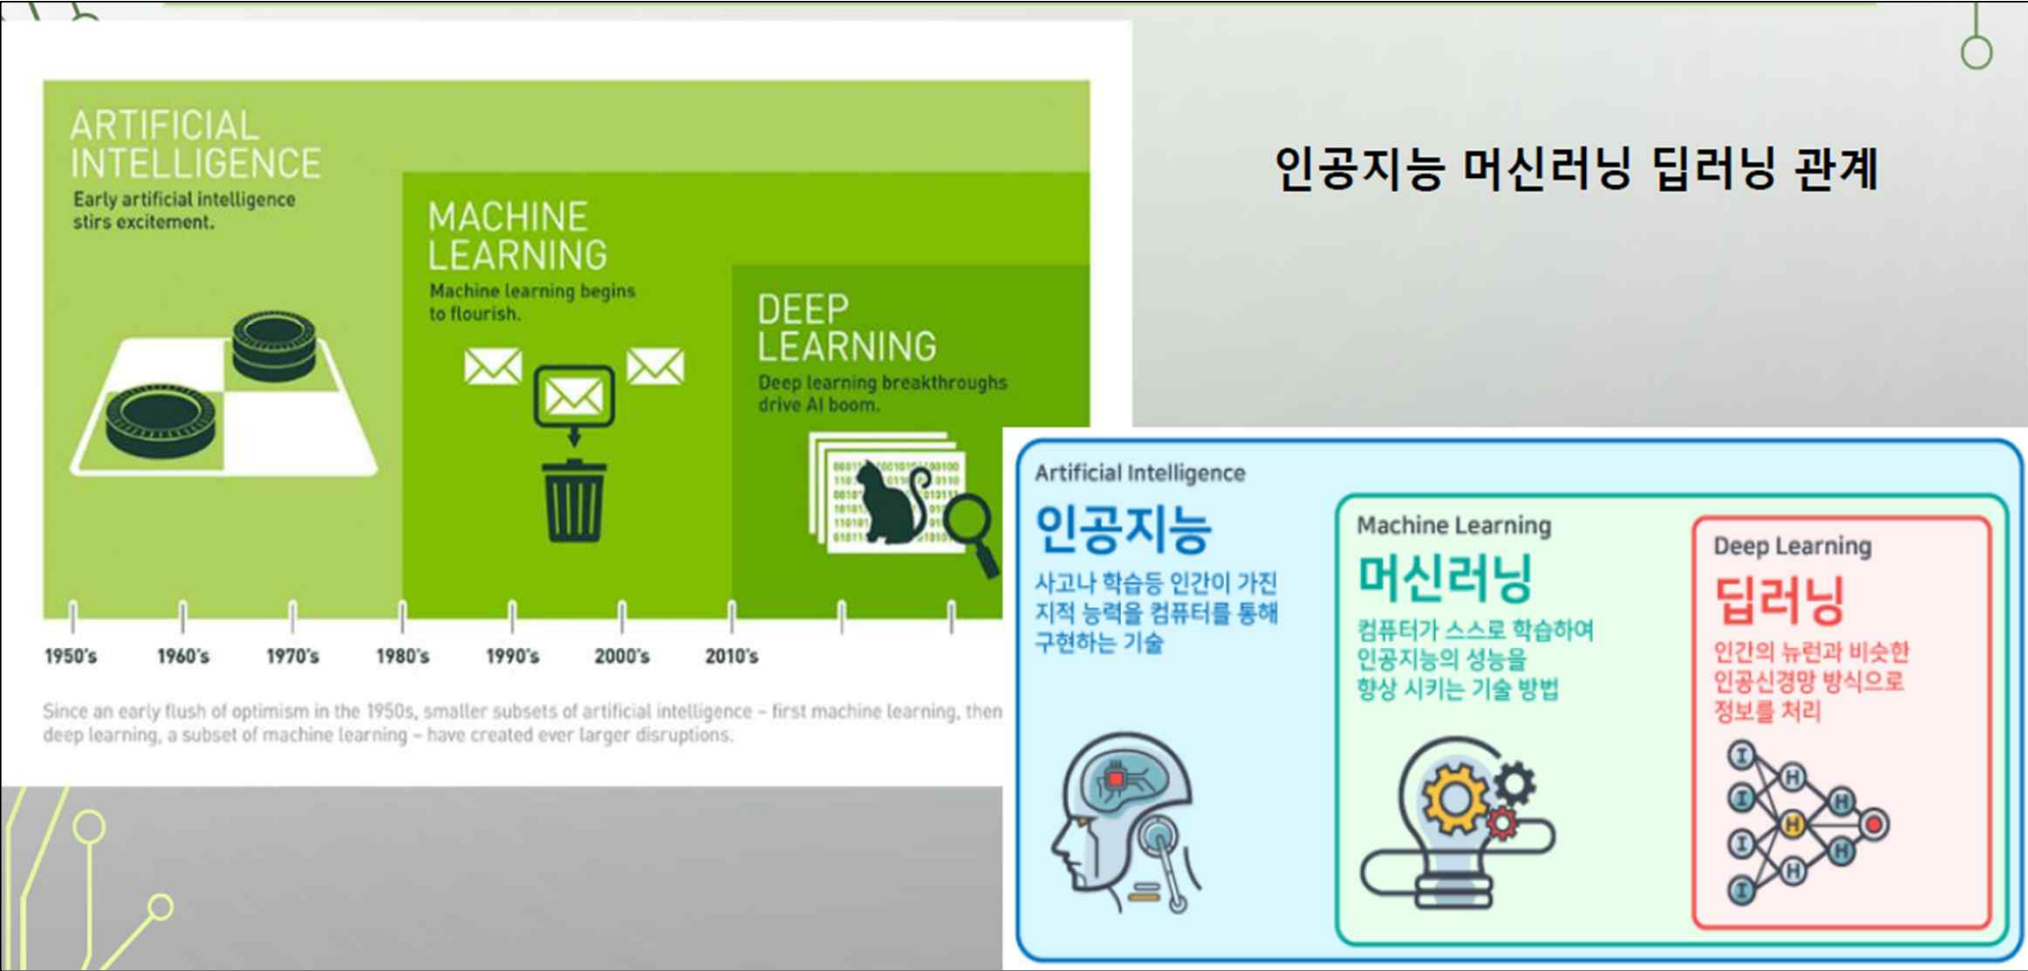 인공지능 머신러닝 딥러닝 관계
ARTIFICIAL
INTELLIGENCE
Early artificial intelligence
stirs excitement.
MACHINE
LEARNING
Machine learning begins
to flourish.
DEEP
LEARNING
Deep learning breakthroughs
drive AI boom.
1950's 1960's 1970's 1980's 1990's 2000's 2010's
Since an early flush of optimism in the 1950s, smaller subsets of artificial intelligence – first machine learning, then
deep learning, a subset of machine learning – have created ever larger disruptions.
Artificial Intelligence
인공지능
사고나 학습등 인간이 가진
지적 능력을 컴퓨터를 통해
구현하는 기술
Machine Learning
머신러닝
컴퓨터가 스스로 학습하여
인공지능의 성능을
향상 시키는 기술 방법
Deep Learning
딥러닝
인간의 뉴런과 비슷한
인공신경망 방식으로
정보를 처리
I
H
I
H
H
I
H
H
I